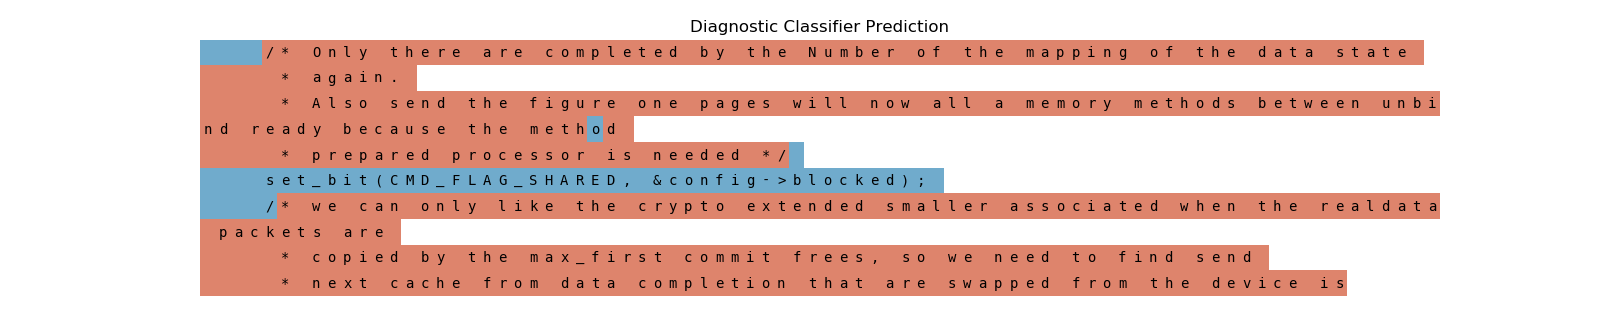 Diagnostic Classifier Prediction
/* Only there are completed by the Number of the mapping of the data state
* again.
* Also send the figure one pages will now all a memory methods between unbi
nd ready because the method
* prepared processor is needed */
set_bit(CMD_FLAG_SHARED, &config->blocked);
/* we can only like the crypto extended smaller associated when the realdata
packets are
* copied by the max_first commit frees, so we need to find send
* next cache from data completion that are swapped from the device is